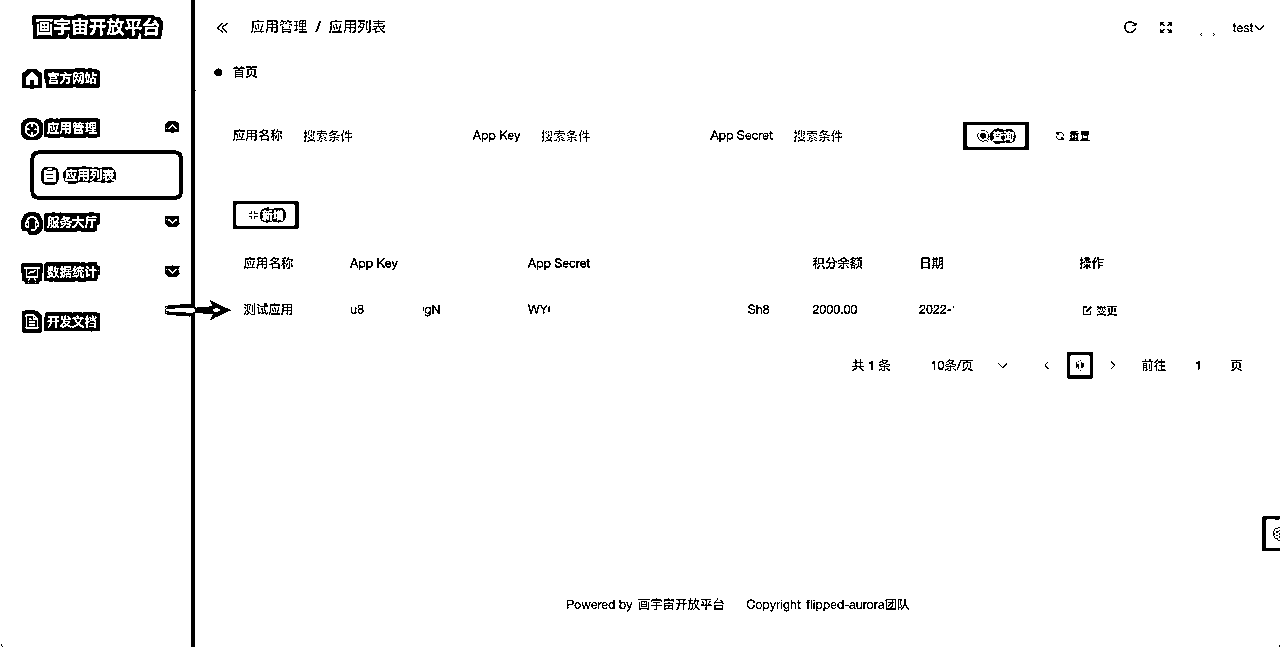 画宇宙开放平台
官方网站
应用管理
应用列表
服务大厅
数据统计
开发文档
应用管理 / 应用列表
test
首页
应用名称 搜索条件 App Key 搜索条件 App Secret 搜索条件 查询 重置
新增
应用名称 App Key App Secret 积分余额 日期 操作
测试应用 u8 gN WY Sh8 2000.00 2022- 变更
共 1 条 10条/页 1 前往 1 页
Powered by 画宇宙开放平台 Copyright flipped-aurora团队